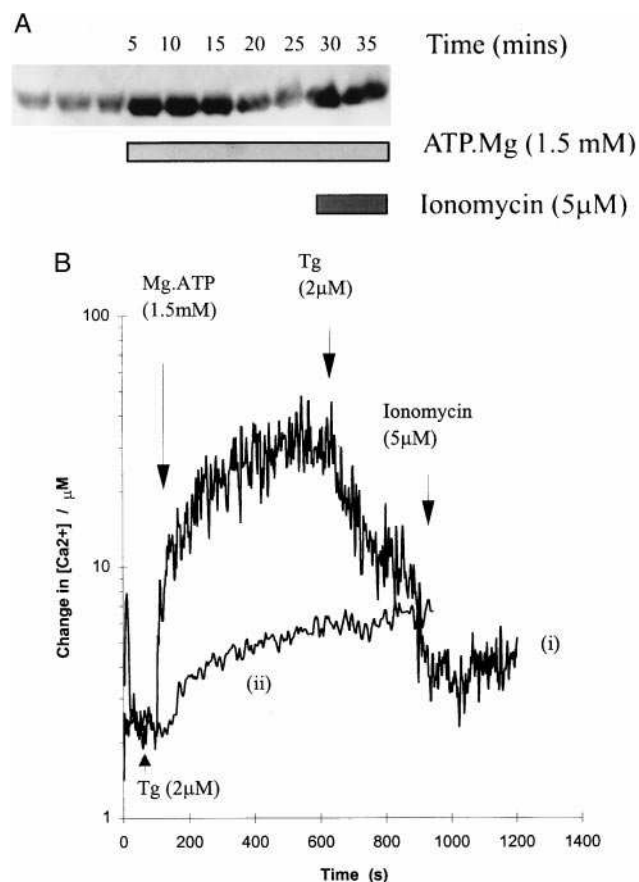 A
5 10 15 20 25 30 35 Time (mins)
ATP.Mg (1.5 mM)
Ionomycin (5µM)
B
Mg.ATP
(1.5mM)
Tg
(2µM)
Ionomycin
(5µM)
100
10
1
Change in [Ca2+] / µM
(i)
(ii)
Tg (2µM)
0 200 400 600 800 1000 1200 1400
Time (s)